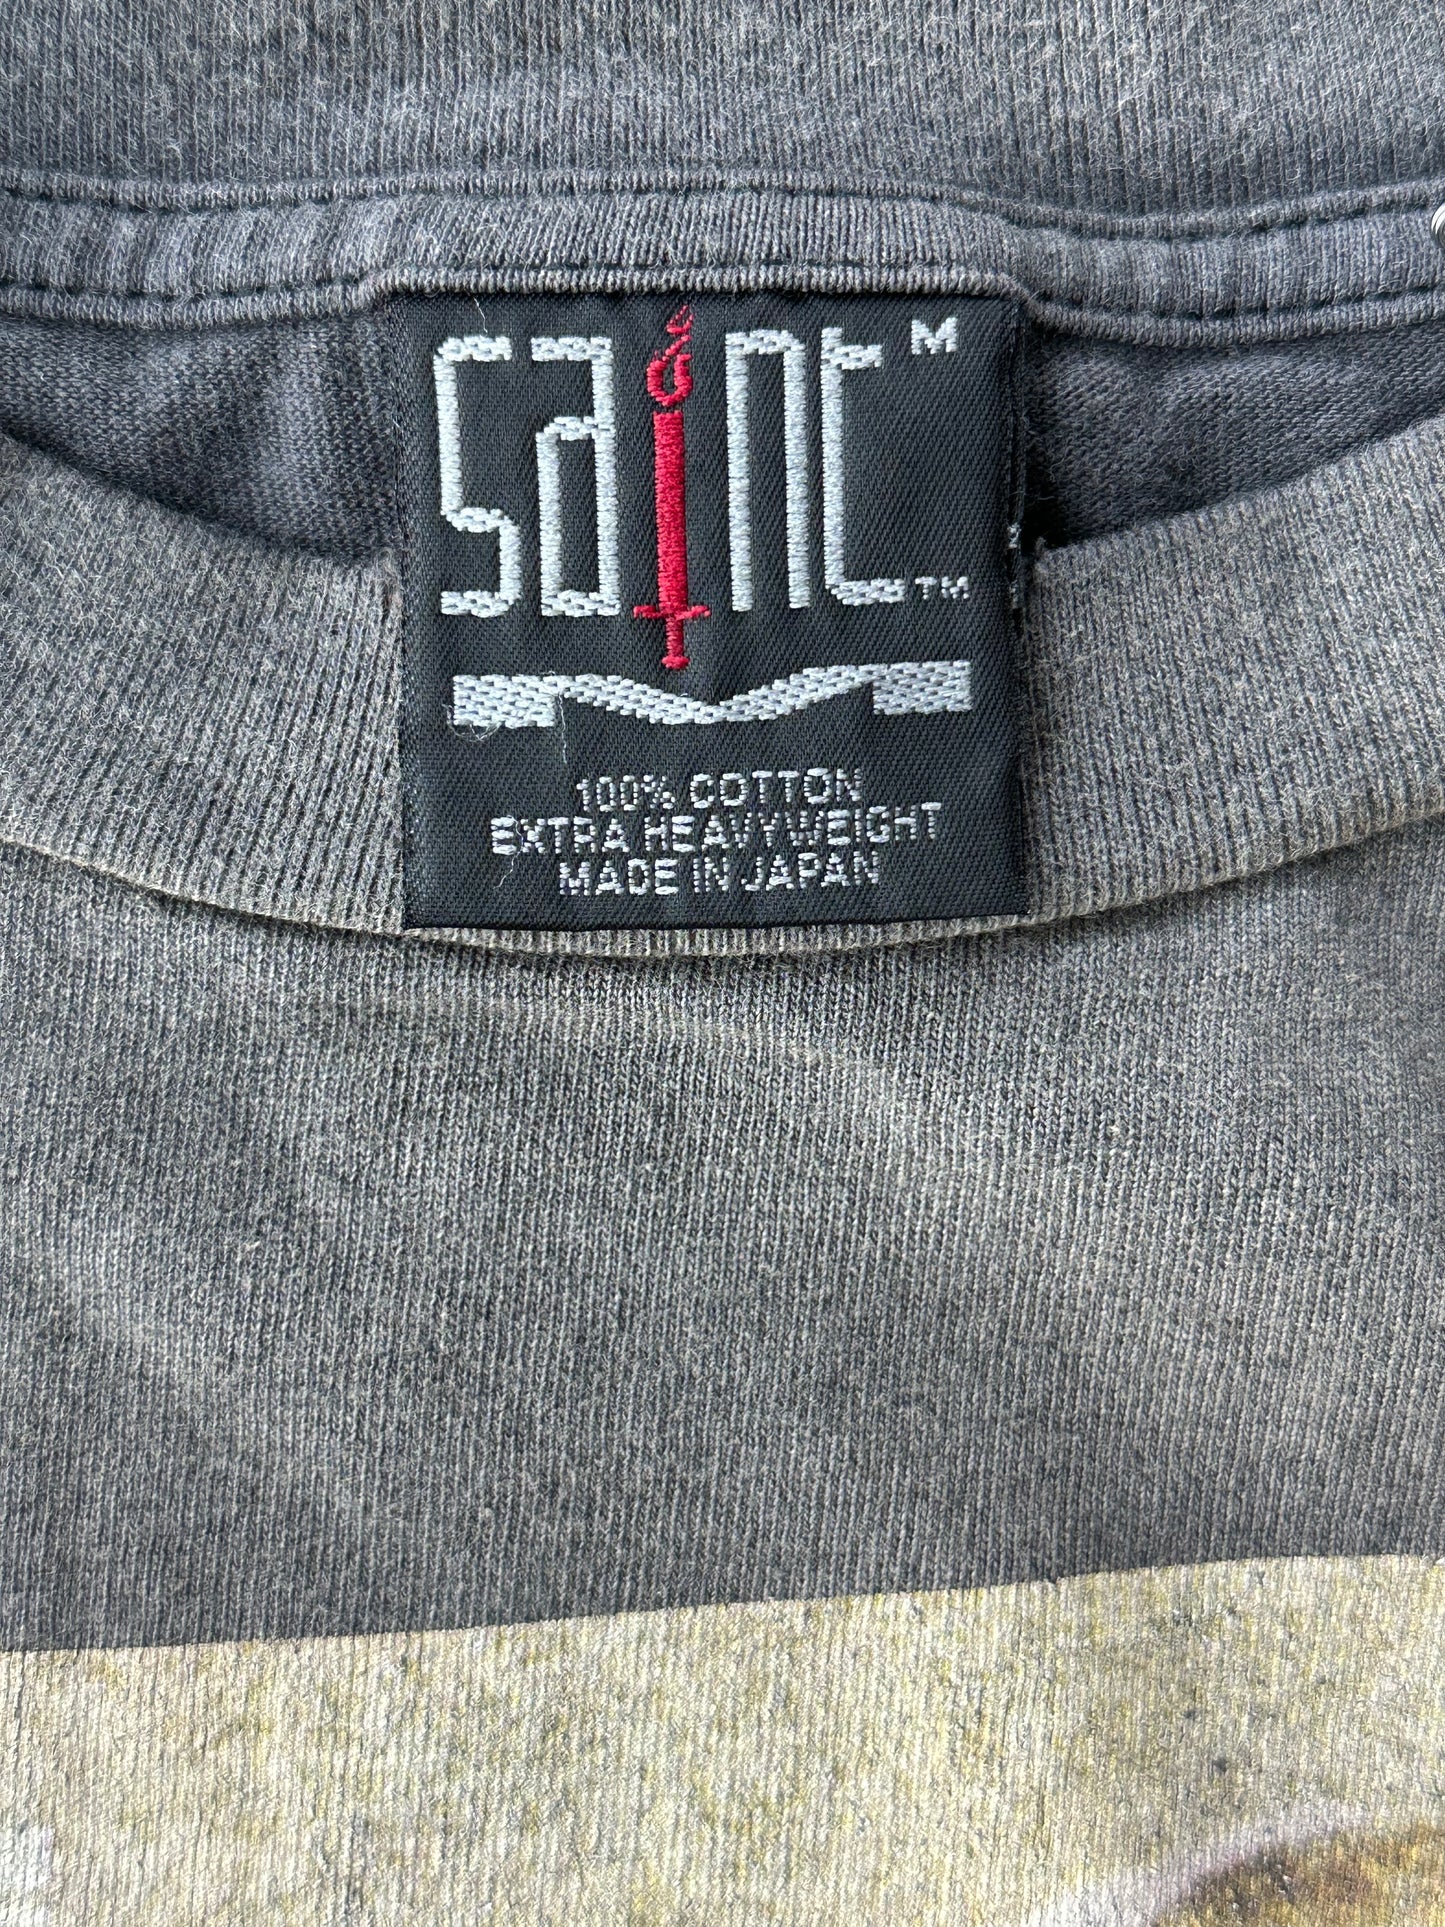 SaiNt M
TM
100% COTTON
EXTRA HEAVYWEIGHT
MADE IN JAPAN